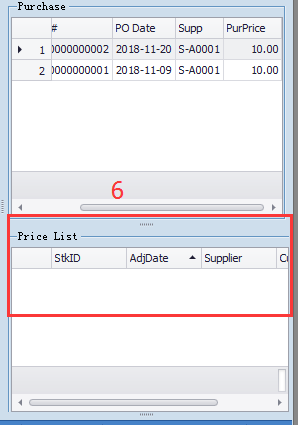 Purchase
# PO Date Supp PurPrice
1 0000000002 2018-11-20 S-A0001 10.00
2 0000000001 2018-11-09 S-A0001 10.00
6
Price List
StkID AdjDate Supplier